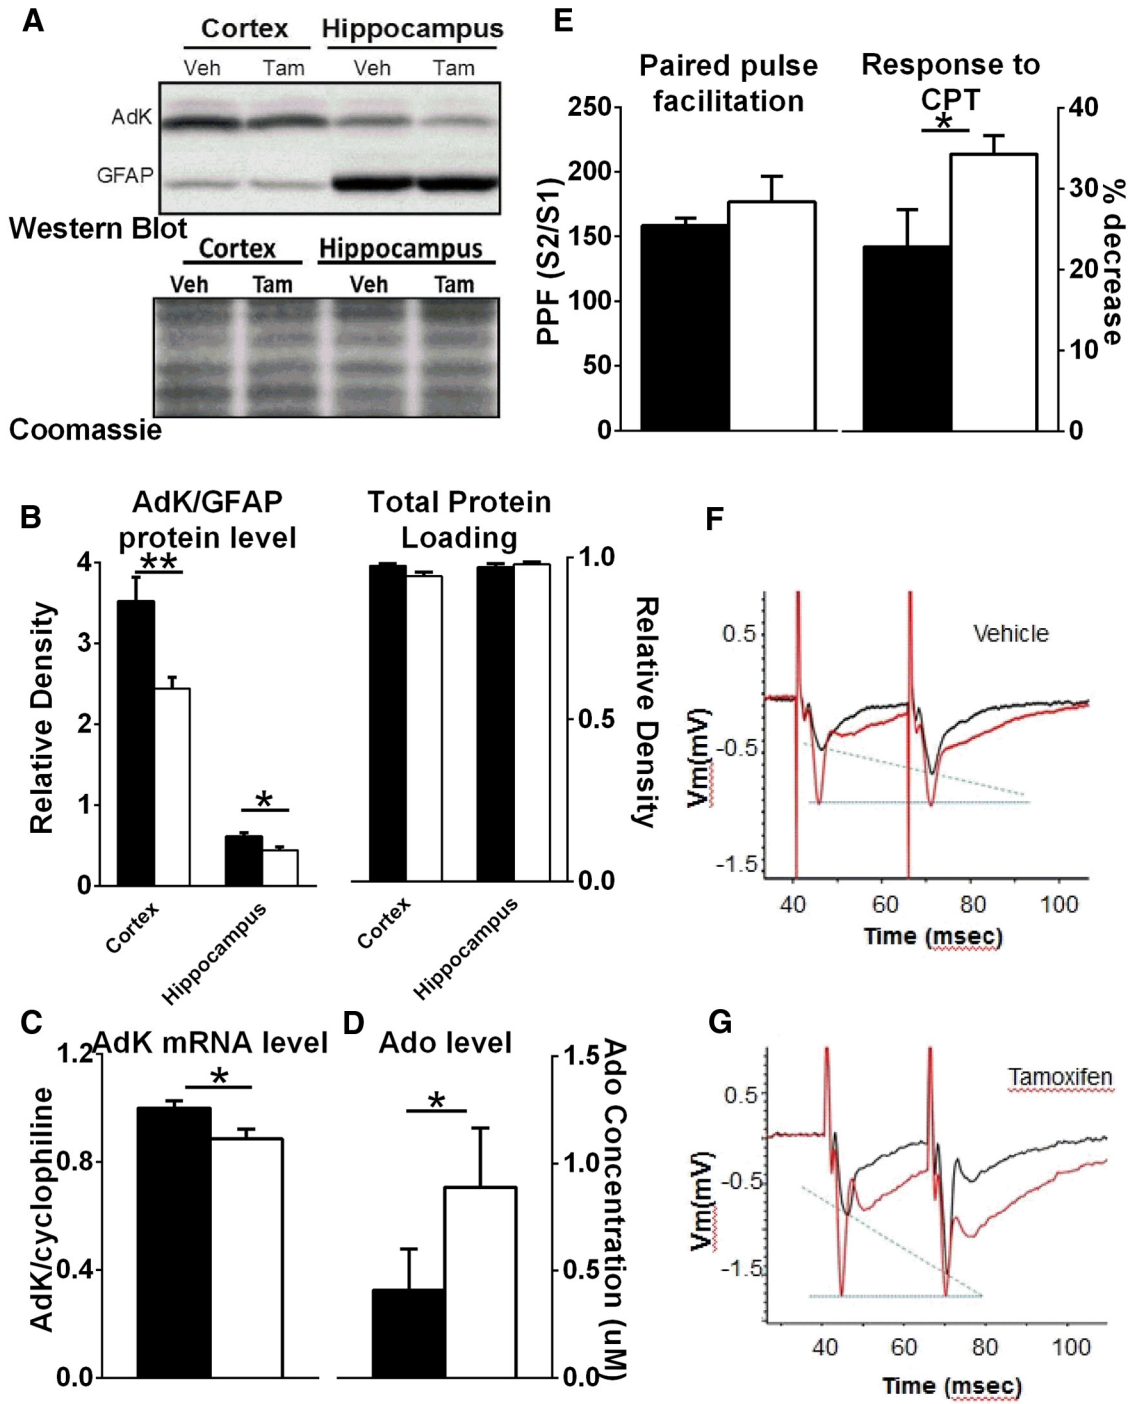 A
Cortex Hippocampus
Veh Tam Veh Tam
AdK
GFAP
Western Blot
Cortex Hippocampus
Veh Tam Veh Tam
Coomassie
B
AdK/GFAP
protein level
**
4
3
2
1
0
Relative Density
*
Cortex
Hippocampus
Total Protein
Loading
1.0
0.5
0.0
Relative Density
Cortex
Hippocampus
C
AdK mRNA level
*
1.2
0.8
0.4
0.0
AdK/cyclophiline
D
Ado level
*
1.5
1.0
0.5
0.0
Ado Concentration (uM)
E
Paired pulse
facilitation
250
200
150
100
50
0
PPF (S2/S1)
Response to
CPT
*
40
30
20
10
0
% decrease
F
Vehicle
0.5
-0.5
-1.5
Vm(mV)
40 60 80 100
Time (msec)
G
Tamoxifen
0.5
-0.5
-1.5
Vm(mV)
40 60 80 100
Time (msec)